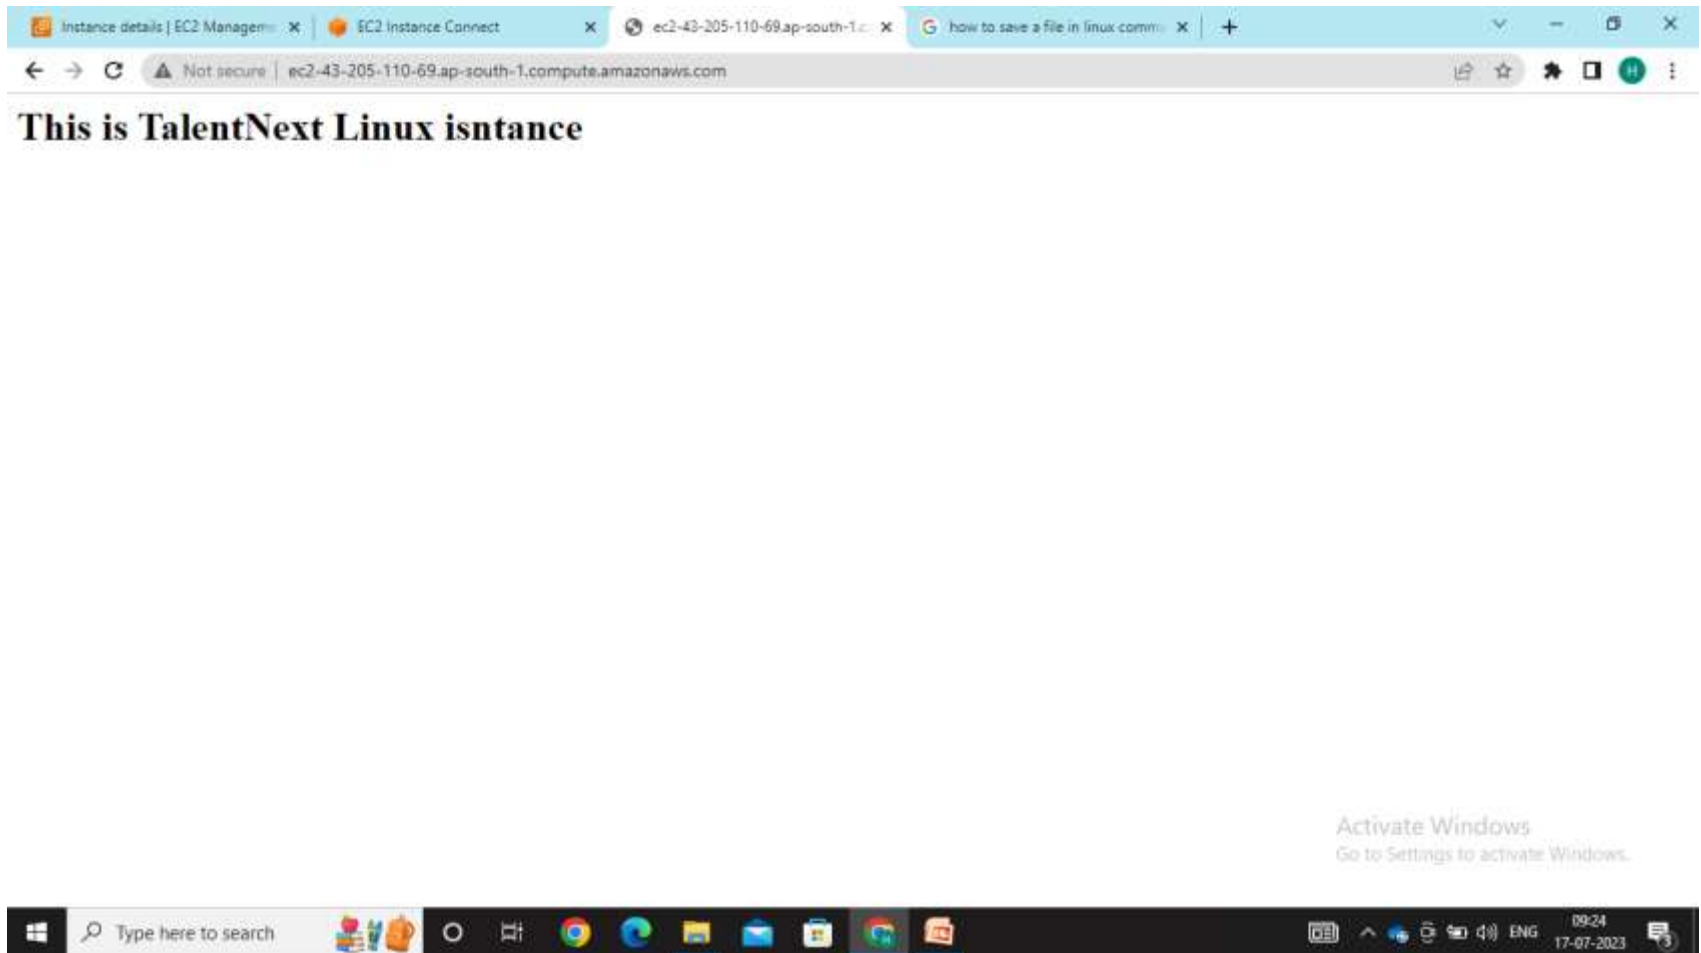 Instance details | EC2 Managem
EC2 Instance Connect
ec2-43-205-110-69.ap-south-1.c
how to save a file in linux comm
Not secure | ec2-43-205-110-69.ap-south-1.compute.amazonaws.com
H
This is TalentNext Linux isntance
Activate Windows
Go to Settings to activate Windows.
Type here to search
ENG
09:24
17-07-2023
3